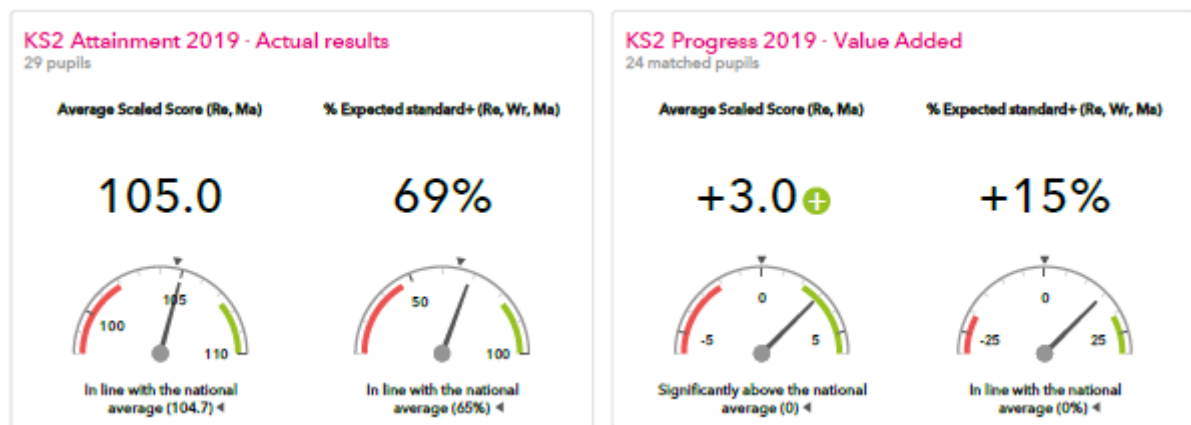 KS2 Attainment 2019 · Actual results
29 pupils
Average Scaled Score (Re, Ma)
% Expected standard+ (Re, Wr, Ma)
105.0
69%
100
105
110
50
100
In line with the national
average (104.7)
In line with the national
average (65%)
KS2 Progress 2019 · Value Added
24 matched pupils
Average Scaled Score (Re, Ma)
% Expected standard+ (Re, Wr, Ma)
+3.0 +
+15%
-5
0
5
-25
0
25
Significantly above the national
average (0)
In line with the national
average (0%)